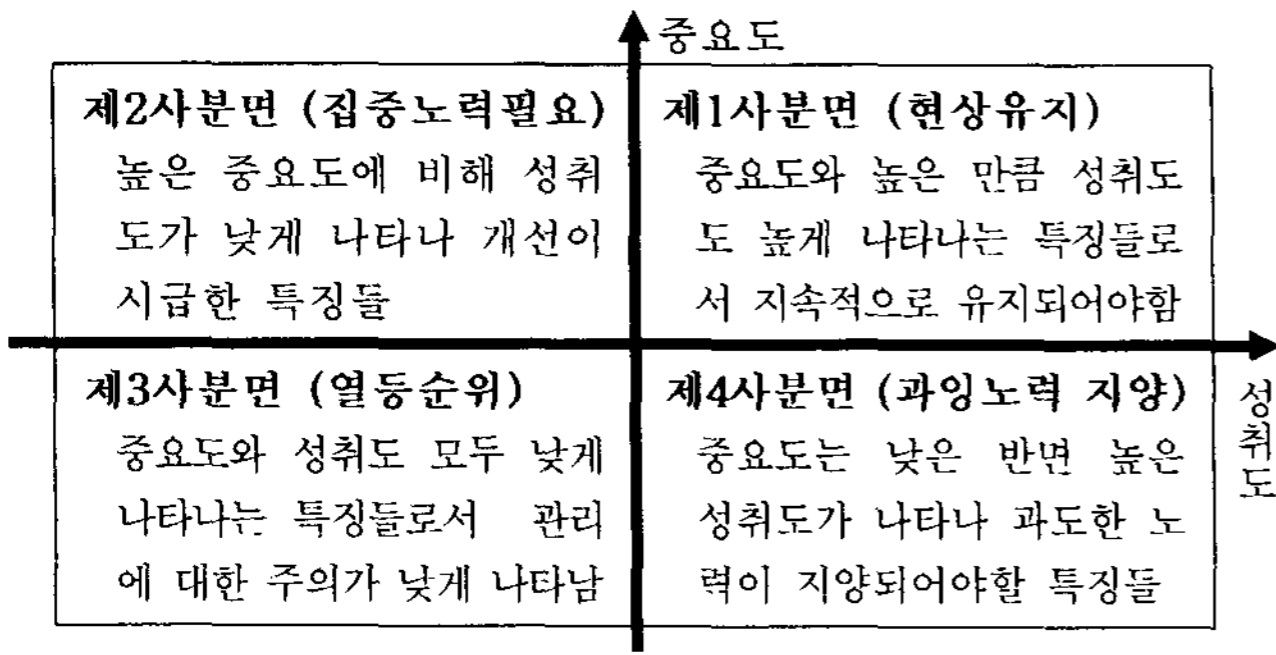 중요도
제2사분면 (집중노력필요)
높은 중요도에 비해 성취
도가 낮게 나타나 개선이
시급한 특징들
제1사분면 (현상유지)
중요도와 높은 만큼 성취도
도 높게 나타나는 특징들로
서 지속적으로 유지되어야함
제3사분면 (열등순위)
중요도와 성취도 모두 낮게
나타나는 특징들로서 관리
에 대한 주의가 낮게 나타남
제4사분면 (과잉노력 지양)
중요도는 낮은 반면 높은
성취도가 나타나 과도한 노
력이 지양되어야할 특징들
성취도